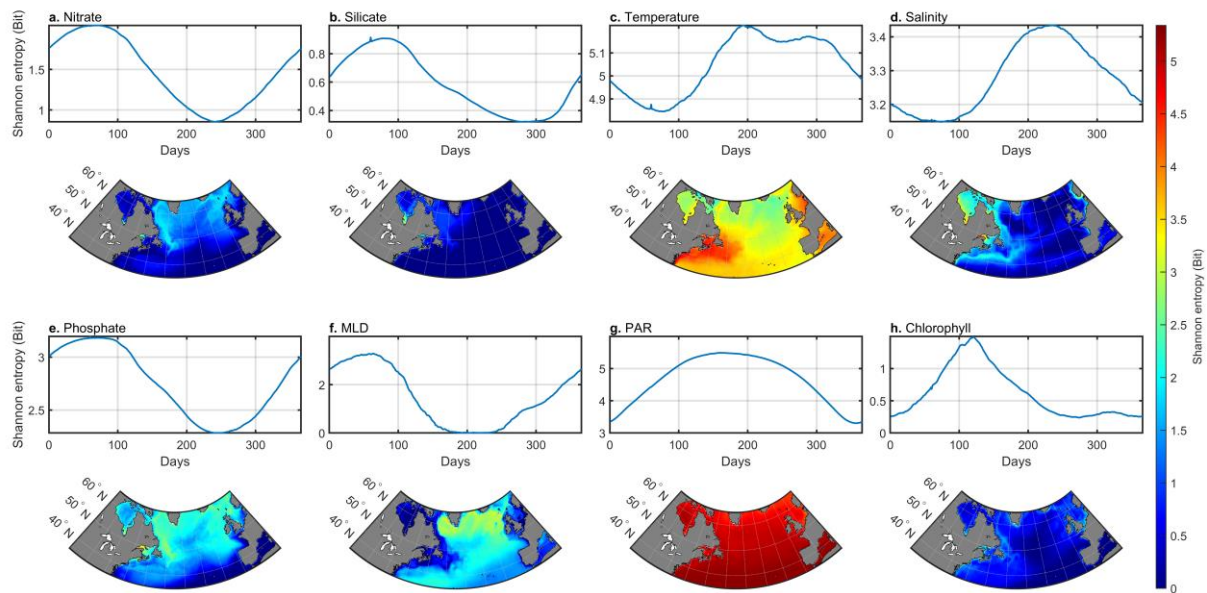 a. Nitrate
b. Silicate
c. Temperature
d. Salinity
Shannon entropy (Bit)
1.5
1
0 100 200 300
Days
0.8
0.6
0.4
0 100 200 300
Days
5.1
5
4.9
0 100 200 300
Days
3.4
3.3
3.2
0 100 200 300
Days
60° N
50° N
40° N
60° N
50° N
40° N
60° N
50° N
40° N
60° N
50° N
40° N
e. Phosphate
f. MLD
g. PAR
h. Chlorophyll
Shannon entropy (Bit)
3
2.5
0 100 200 300
Days
2
0
0 100 200 300
Days
5
4
3
0 100 200 300
Days
1
0.5
0
0 100 200 300
Days
60° N
50° N
40° N
60° N
50° N
40° N
60° N
50° N
40° N
60° N
50° N
40° N
5
4.5
4
3.5
3
2.5
2
1.5
1
0.5
0
Shannon entropy (Bit)